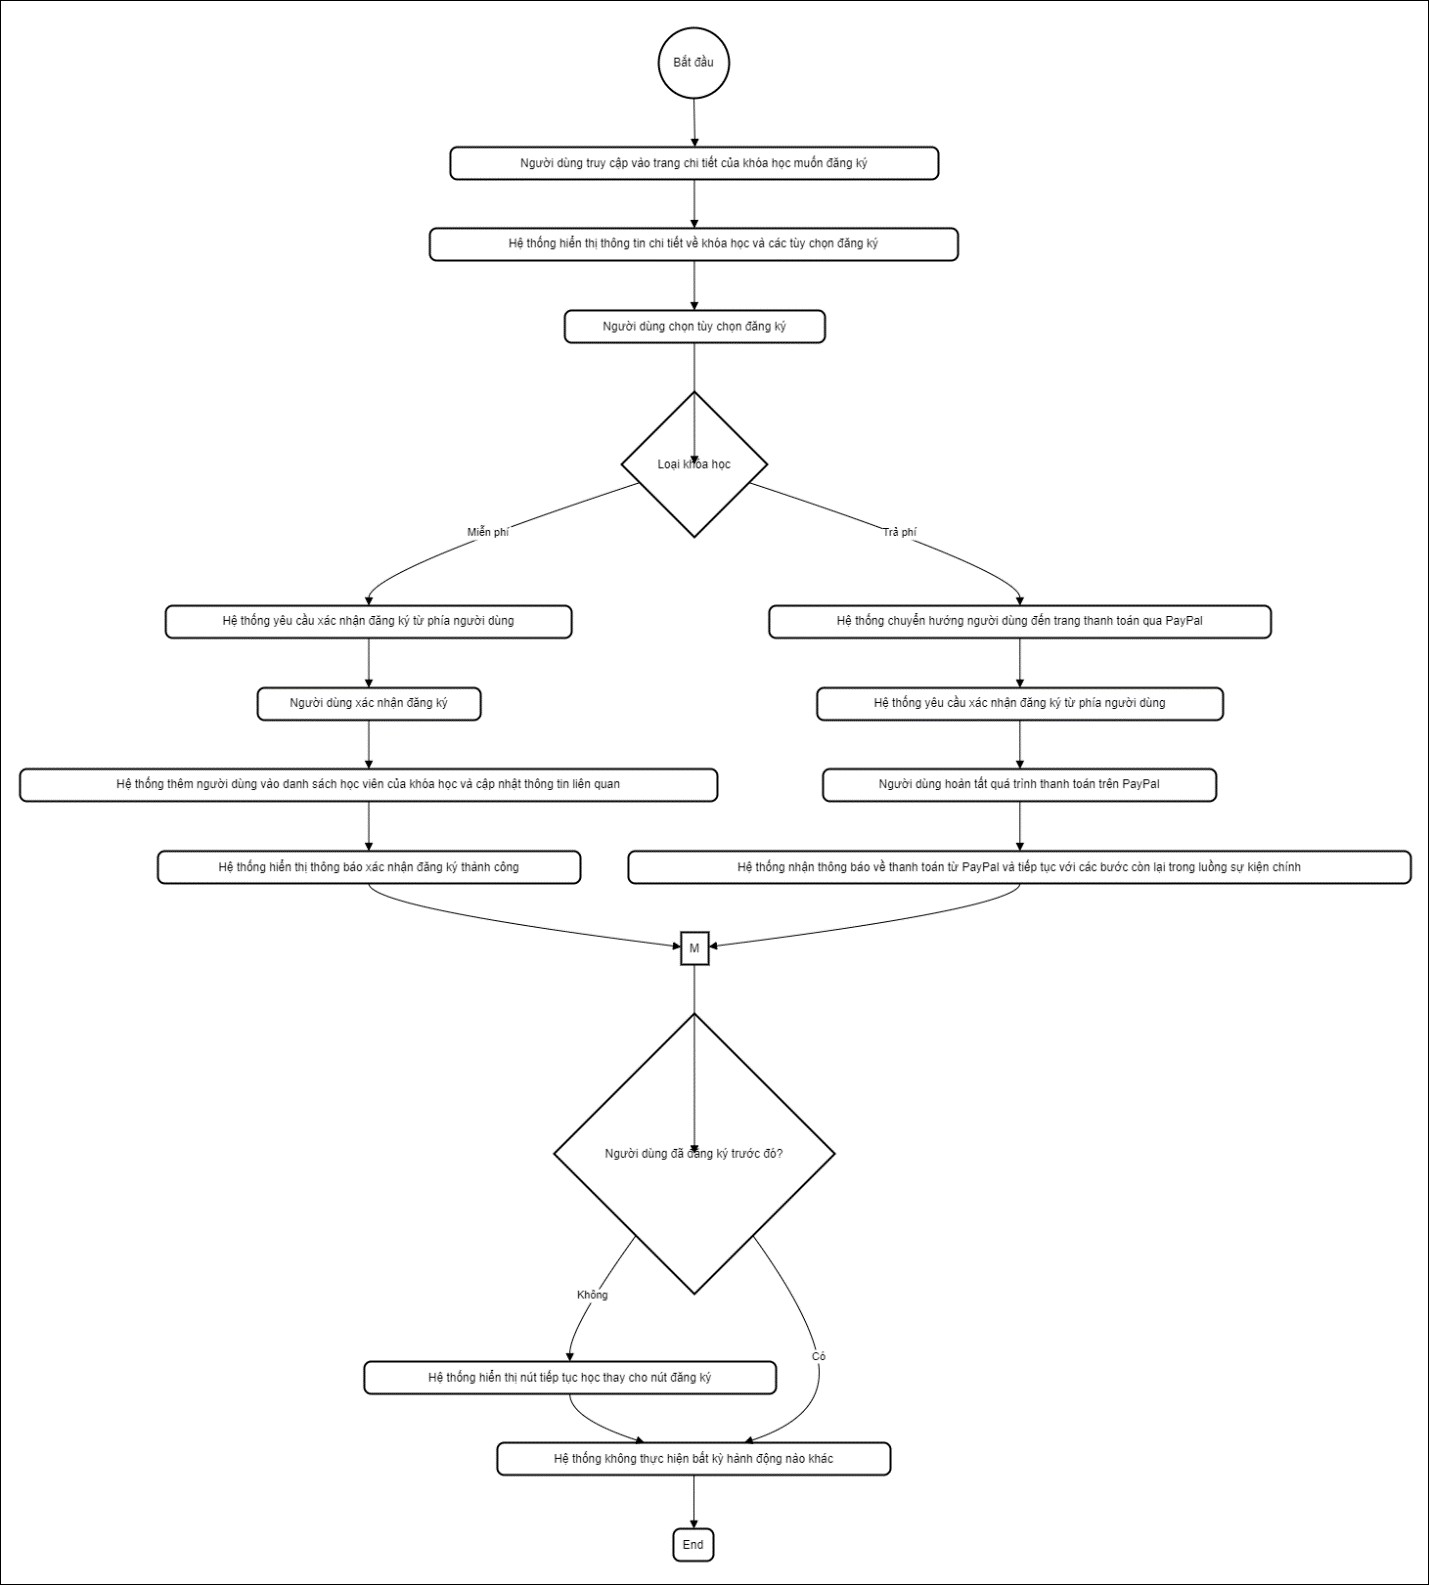 Bắt đầu
Người dùng truy cập vào trang chi tiết của khóa học muốn đăng ký
Hệ thống hiển thị thông tin chi tiết về khóa học và các tùy chọn đăng ký
Người dùng chọn tùy chọn đăng ký
Loại khóa học
Miễn phí
Trả phí
Hệ thống yêu cầu xác nhận đăng ký từ phía người dùng
Hệ thống chuyển hướng người dùng đến trang thanh toán qua PayPal
Người dùng xác nhận đăng ký
Hệ thống yêu cầu xác nhận đăng ký từ phía người dùng
Hệ thống thêm người dùng vào danh sách học viên của khóa học và cập nhật thông tin liên quan
Người dùng hoàn tất quá trình thanh toán trên PayPal
Hệ thống hiển thị thông báo xác nhận đăng ký thành công
Hệ thống nhận thông báo về thanh toán từ PayPal và tiếp tục với các bước còn lại trong luồng sự kiện chính
M
Người dùng đã đăng ký trước đó?
Không
Có
Hệ thống hiển thị nút tiếp tục học thay cho nút đăng ký
Hệ thống không thực hiện bất kỳ hành động nào khác
End